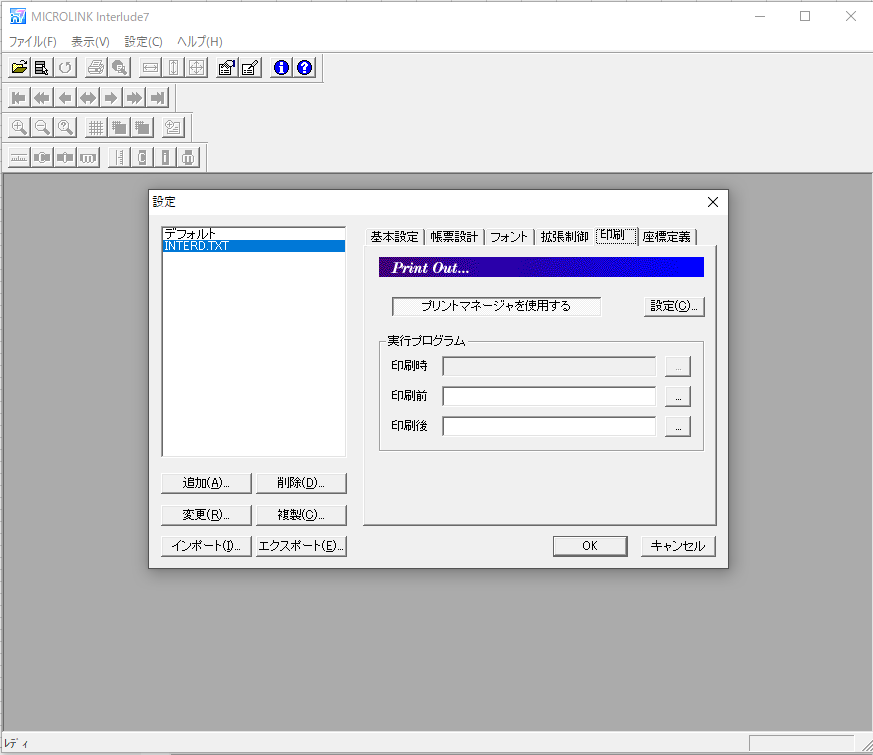 MICROLINK Interlude7
ファイル(F) 表示(V) 設定(C) ヘルプ(H)
設定
デフォルト
INTERD.TXT
追加(A)... 削除(D)...
変更(R)... 複製(C)...
インポート(I)... エクスポート(E)...
基本設定 帳票設計 フォント 拡張制御 印刷 座標定義
Print Out...
プリントマネージャを使用する 設定(C)...
実行プログラム
印刷時 ...
印刷前 ...
印刷後 ...
OK キャンセル
レディ